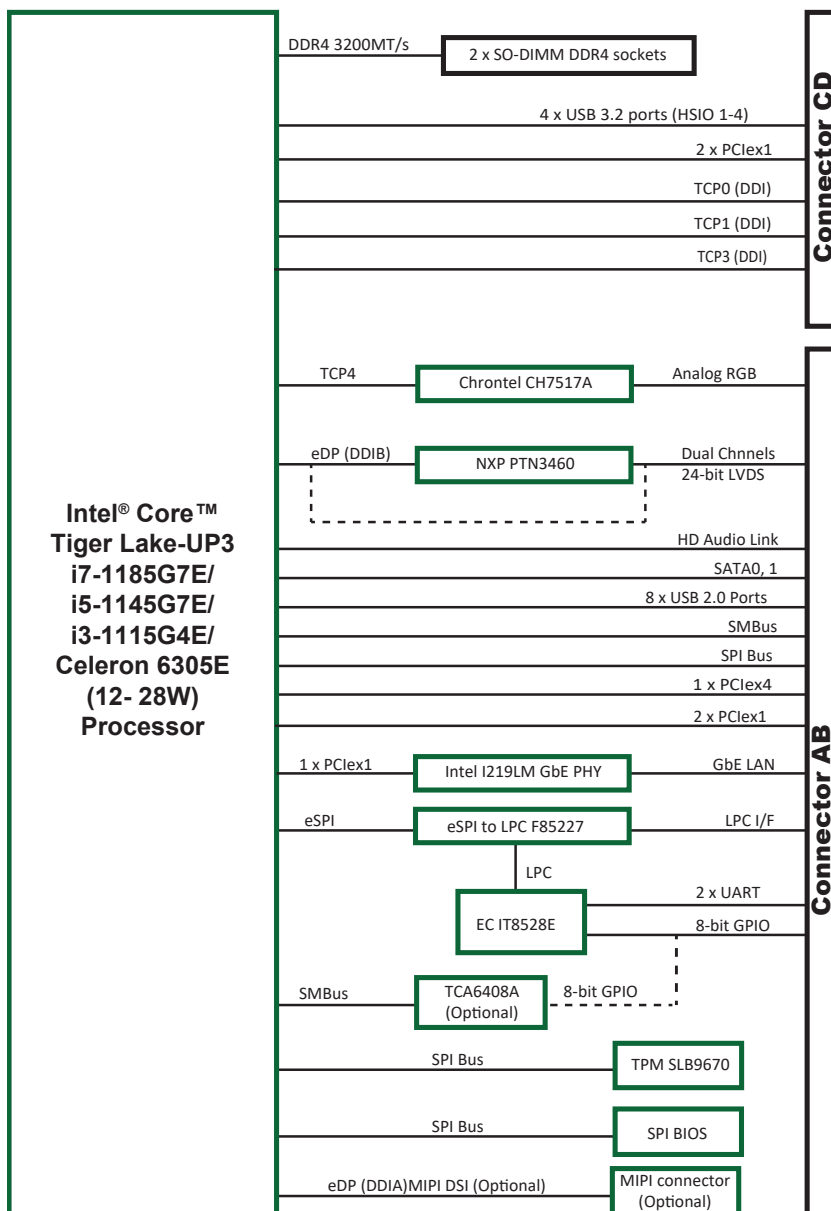 DDR4 3200MT/s
2 x SO-DIMM DDR4 sockets
4 x USB 3.2 ports (HSIO 1-4)
2 x PCIex1
TCP0 (DDI)
TCP1 (DDI)
TCP3 (DDI)
Connector CD
TCP4
Chrontel CH7517A
Analog RGB
eDP (DDIB)
NXP PTN3460
Dual Chnnels
24-bit LVDS
Intel® Core™
Tiger Lake-UP3
i7-1185G7E/
i5-1145G7E/
i3-1115G4E/
Celeron 6305E
(12- 28W)
Processor
HD Audio Link
SATA0, 1
8 x USB 2.0 Ports
SMBus
SPI Bus
1 x PCIex4
2 x PCIex1
1 x PCIex1
Intel I219LM GbE PHY
GbE LAN
eSPI
eSPI to LPC F85227
LPC I/F
LPC
EC IT8528E
2 x UART
8-bit GPIO
Connector AB
SMBus
TCA6408A
(Optional)
8-bit GPIO
SPI Bus
TPM SLB9670
SPI Bus
SPI BIOS
eDP (DDIA)MIPI DSI (Optional)
MIPI connector
(Optional)